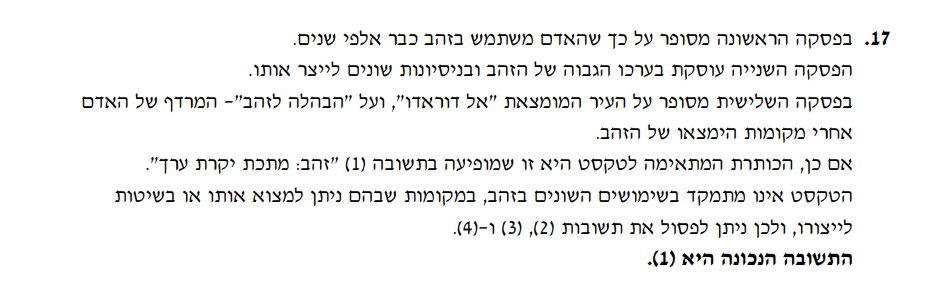 17. בפסקה הראשונה מסופר על כך שהאדם משתמש בזהב כבר אלפי שנים.
הפסקה השנייה עוסקת בערכו הגבוה של הזהב ובניסיונות שונים לייצר אותו.
בפסקה השלישית מסופר על העיר המומצאת "אל דוראדו", ועל "הבהלה לזהב"- המרדף של האדם
אחרי מקומות הימצאו של הזהב.
אם כן, הכותרת המתאימה לטקסט היא זו שמופיעה בתשובה (1) "זהב: מתכת יקרת ערך".
הטקסט אינו מתמקד בשימושים השונים בזהב, במקומות שבהם ניתן למצוא אותו או בשיטות
לייצורו, ולכן ניתן לפסול את תשובות (2), (3) ו-(4).
התשובה הנכונה היא (1).